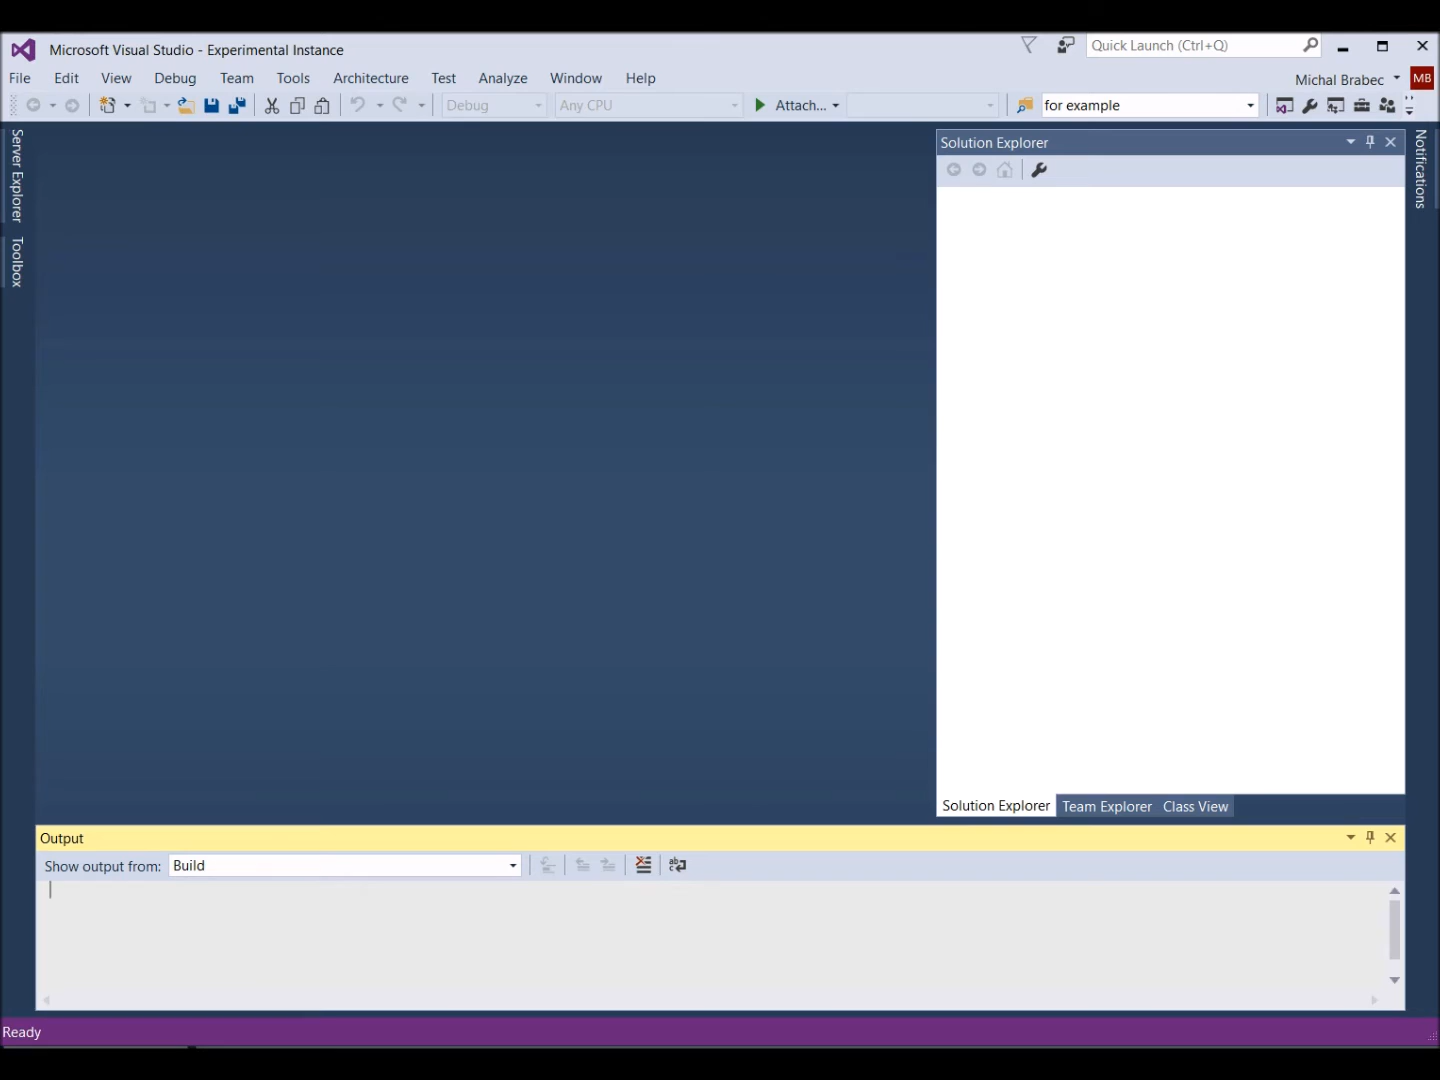 Microsoft Visual Studio - Experimental Instance
Quick Launch (Ctrl+Q)
File Edit View Debug Team Tools Architecture Test Analyze Window Help
Michal Brabec MB
Debug Any CPU Attach... for example
Server Explorer
Toolbox
Solution Explorer
Notifications
Solution Explorer Team Explorer Class View
Output
Show output from: Build
Ready